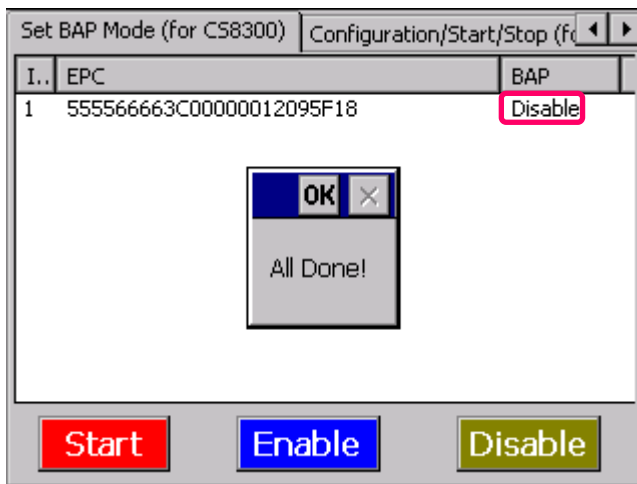 Set BAP Mode (for CS8300) Configuration/Start/Stop (fo
I.. EPC BAP
1 555566663C00000012095F18 Disable
OK
All Done!
Start Enable Disable